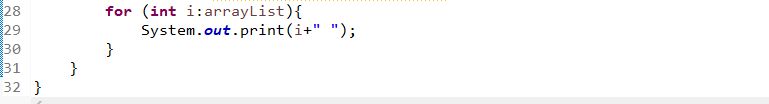 28 for (int i:arrayList){
29 System.out.print(i+" ");
30 }
31 }
32 }